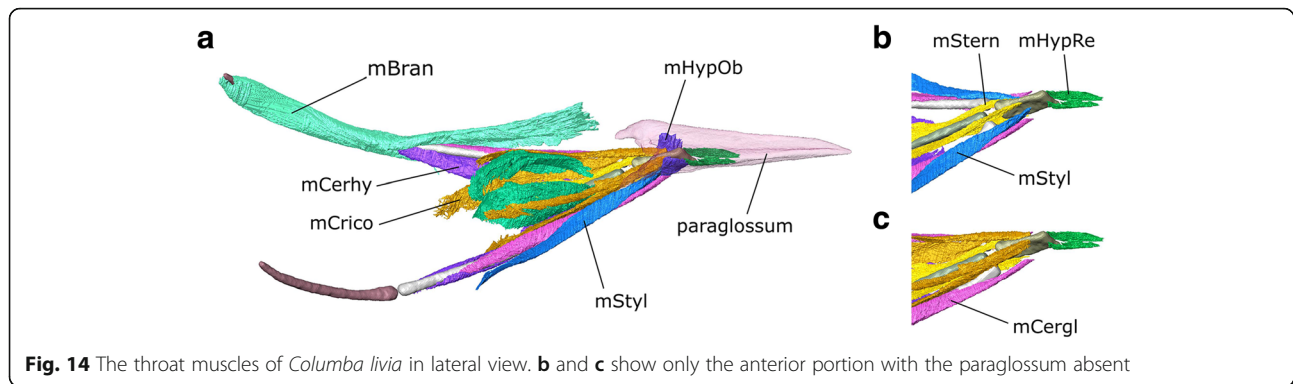 a
mBran
mHypOb
mCerhy
mCrico
paraglossum
mStyl
b
mStern mHypRe
mStyl
c
mCergl
Fig. 14 The throat muscles of Columba livia in lateral view. b and c show only the anterior portion with the paraglossum absent